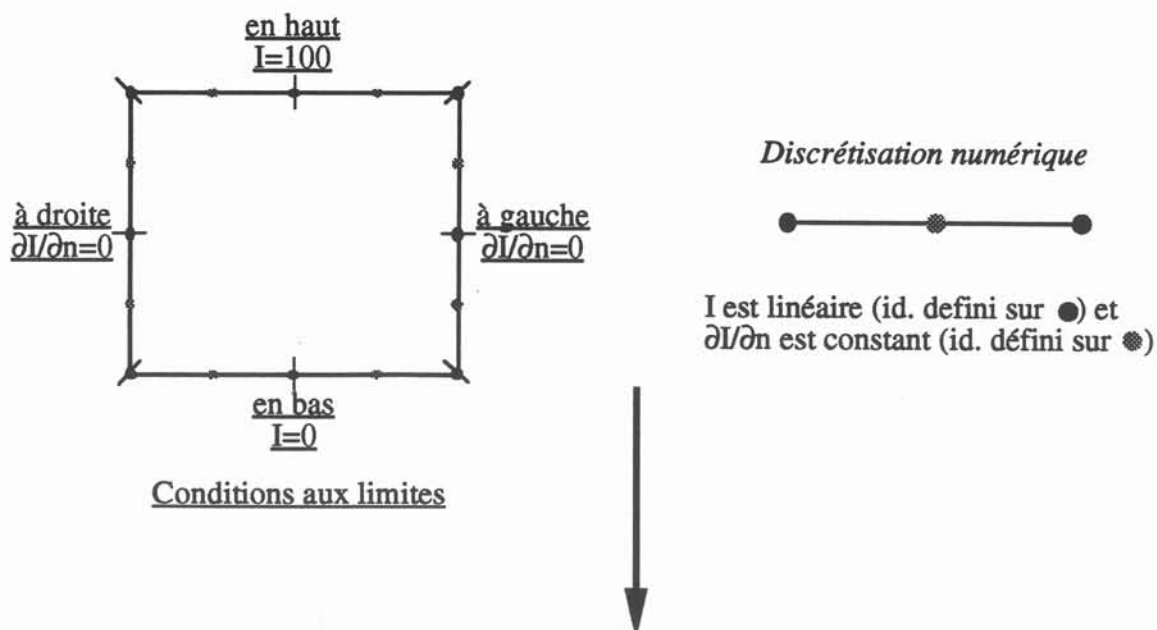 en haut
I=100
à droite
∂I/∂n=0
à gauche
∂I/∂n=0
en bas
I=0
Conditions aux limites
Discrétisation numérique
I est linéaire (id. defini sur ●) et
∂I/∂n est constant (id. défini sur ●)